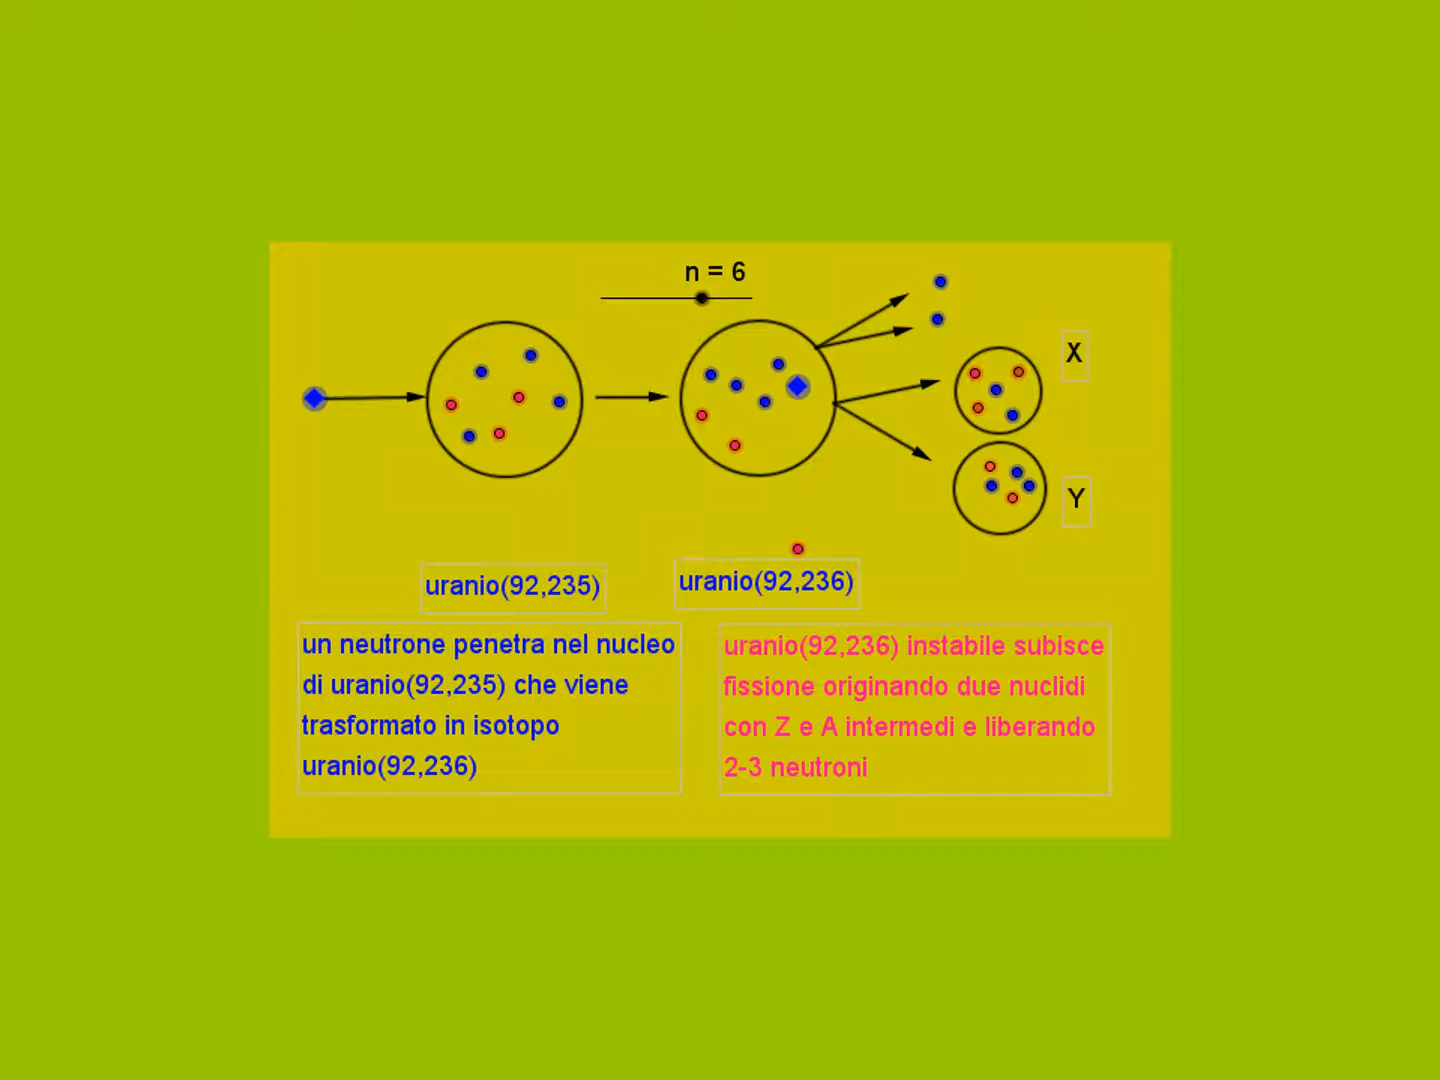 n = 6
X
Y
uranio(92,235)
uranio(92,236)
un neutrone penetra nel nucleo
di uranio(92,235) che viene
trasformato in isotopo
uranio(92,236)
uranio(92,236) instabile subisce
fissione originando due nuclidi
con Z e A intermedi e liberando
2-3 neutroni